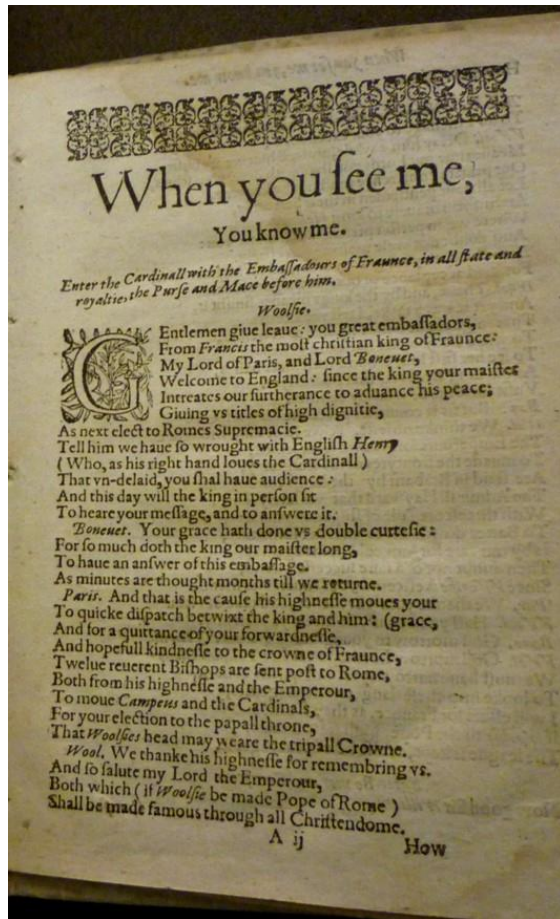 When you ſee me,
You know me.
Enter the Cardinall with the Embaſſadours of Fraunce, in all ſtate and
royaltie, the Purſe and Mace before him.
Woolſie.
GEntlemen giue leaue: you great embaſſadors,
From Francis the moſt chriſtian king of Fraunce:
My Lord of Paris, and Lord Boneuet,
Welcome to England: ſince the king your maiſter
Intreates our furtherance to aduance his peace;
Giuing vs titles of high dignitie,
As next elect to Romes Supremacie.
Tell him we haue ſo wrought with Engliſh Henry
(Who, as his right hand loues the Cardinall)
That vn-delaid, you ſhal haue audience:
And this day will the king in perſon ſit
To heare your meſſage, and to anſwere it.
Boneuet. Your grace hath done vs double curteſie:
For ſo much doth the king our maiſter long,
To haue an anſwer of this embaſſage.
As minutes are thought months till we returne.
Paris. And that is the cauſe his highneſſe moues your
To quicke diſpatch betwixt the king and him: (grace,
And for a quittance of your forwardneſſe,
And hopefull kindneſſe to the crowne of Fraunce,
Twelue reuerent Biſhops are ſent poſt to Rome,
Both from his highneſſe and the Emperour,
To moue Campeus and the Cardinals,
For your election to the papall throne,
That Woolſies head may weare the tripall Crowne.
Wool. We thanke his highneſſe for remembring vs.
And ſo ſalute my Lord the Emperour,
Both which (if Woolſie be made Pope of Rome)
Shall be made famous through all Chriſtendome.
A ij How